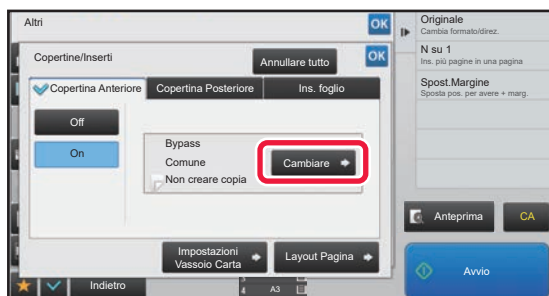 Altri
OK
Copertine/Inserti
Annullare tutto
OK
Copertina Anteriore
Copertina Posteriore
Ins. foglio
Off
On
Bypass
Comune
Non creare copia
Cambiare
Impostazioni
Vassoio Carta
Layout Pagina
Indietro
4
A3
Originale
Cambia formato/direz.
N su 1
Ins. più pagine in una pagina
Spost.Margine
Sposta pos. per avere + marg.
Anteprima
CA
Avvio